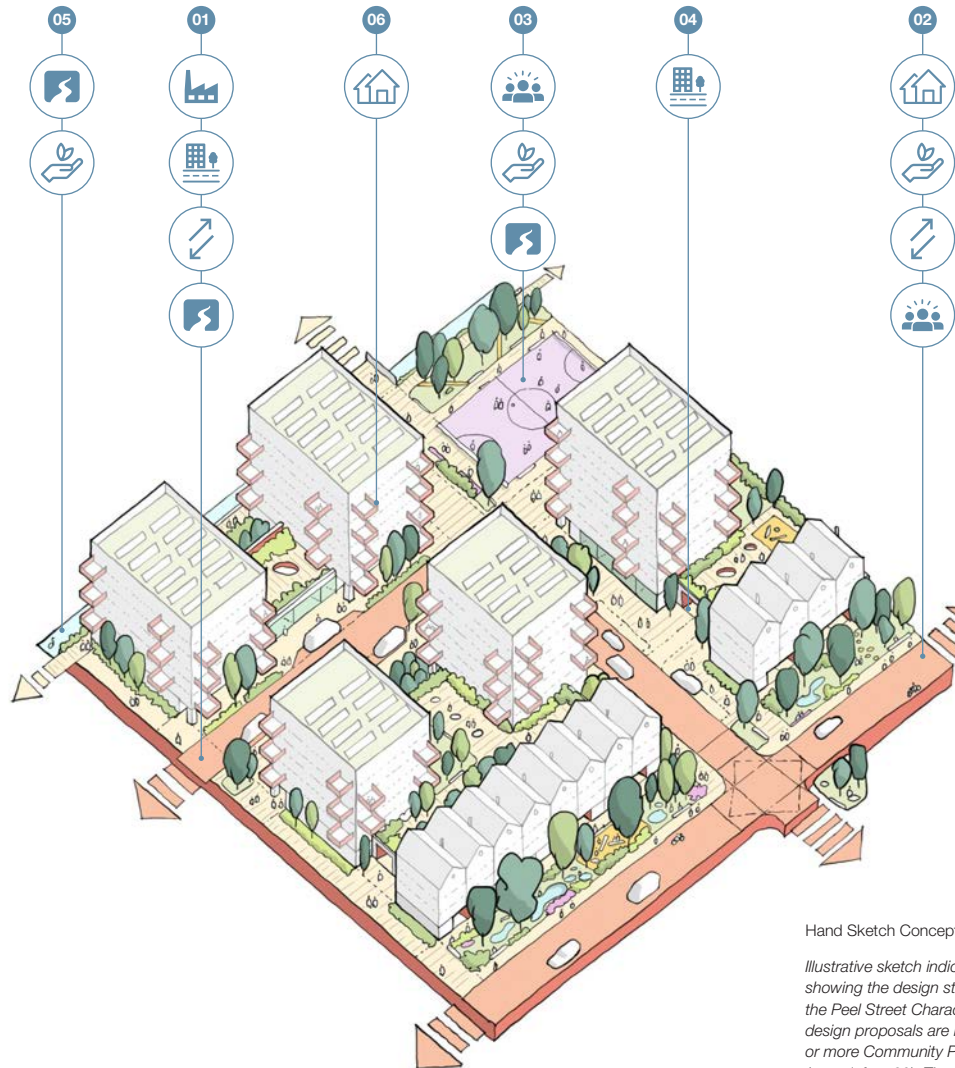 05 01 06 03 04 02
Hand Sketch Concept
Illustrative sketch indic
showing the design st
the Peel Street Charac
design proposals are
or more Community P